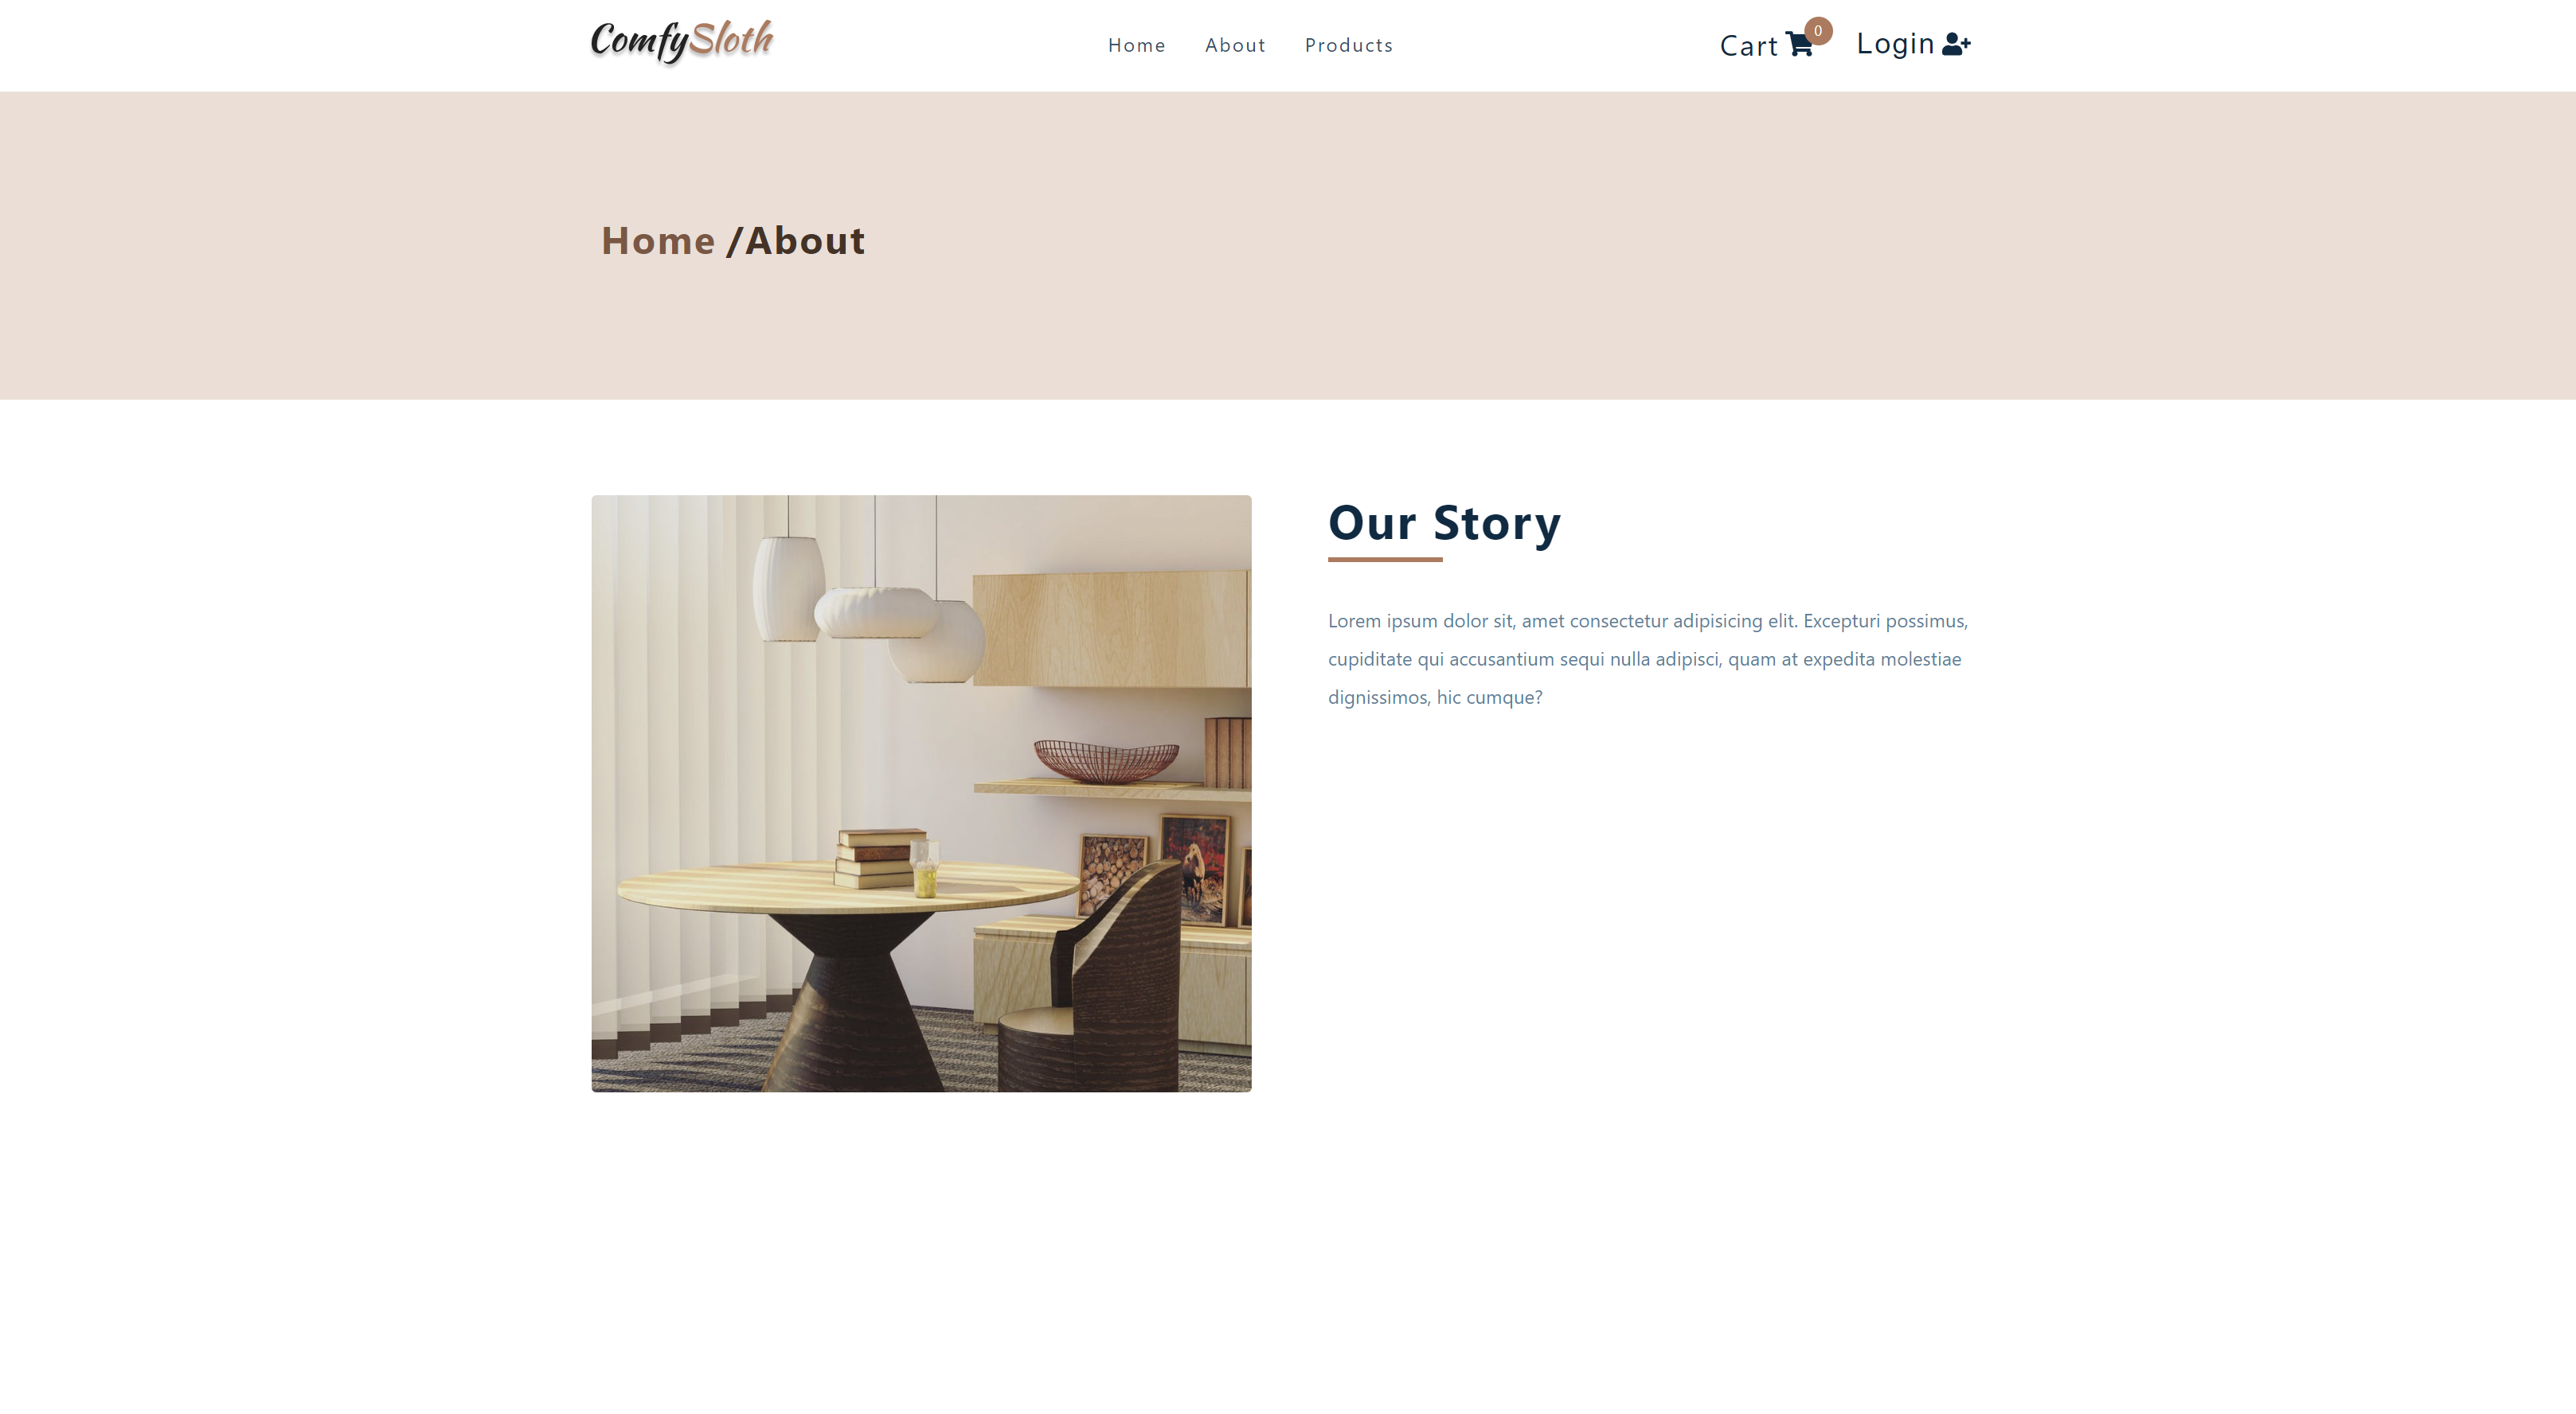 ComfySloth
Home
About
Products
Cart
0
Login
Home /About
Our Story
Lorem ipsum dolor sit, amet consectetur adipisicing elit. Excepturi possimus,
cupiditate qui accusantium sequi nulla adipisci, quam at expedita molestiae
dignissimos, hic cumque?